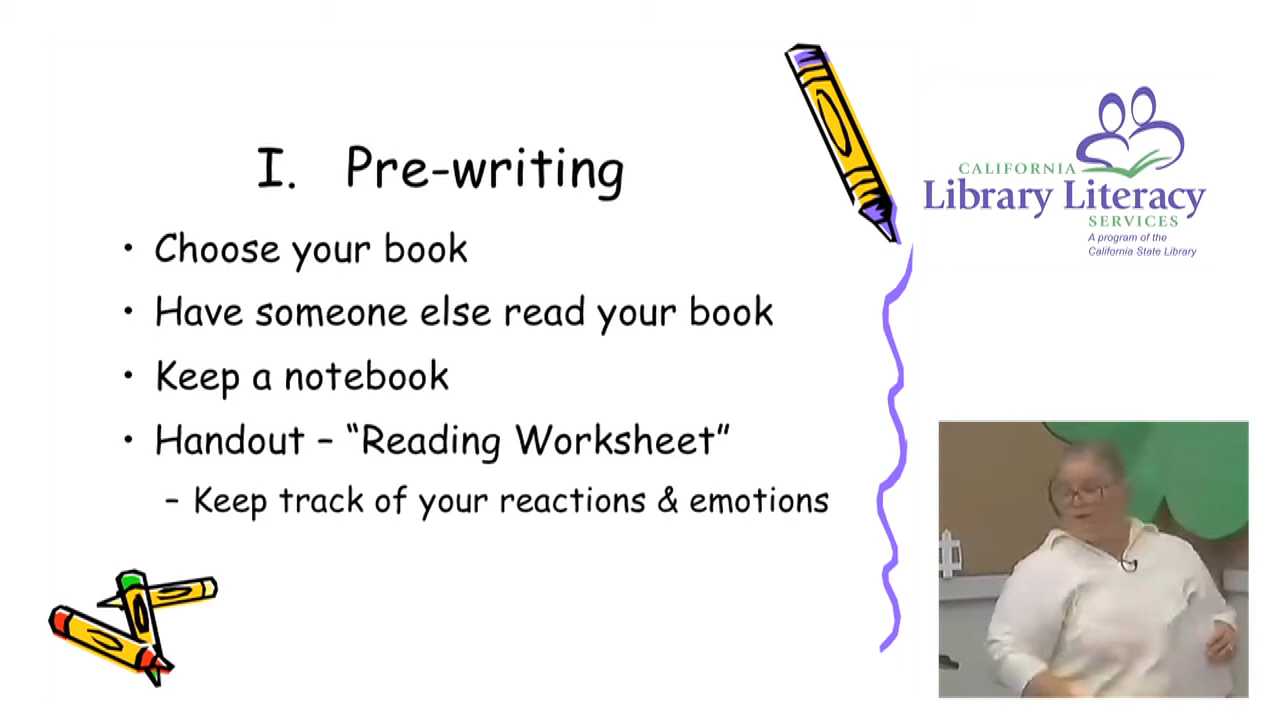 I. Pre-writing
• Choose your book
• Have someone else read your book
• Keep a notebook
• Handout – “Reading Worksheet”
– Keep track of your reactions & emotions
CALIFORNIA
Library Literacy
SERVICES
A program of the
California State Library